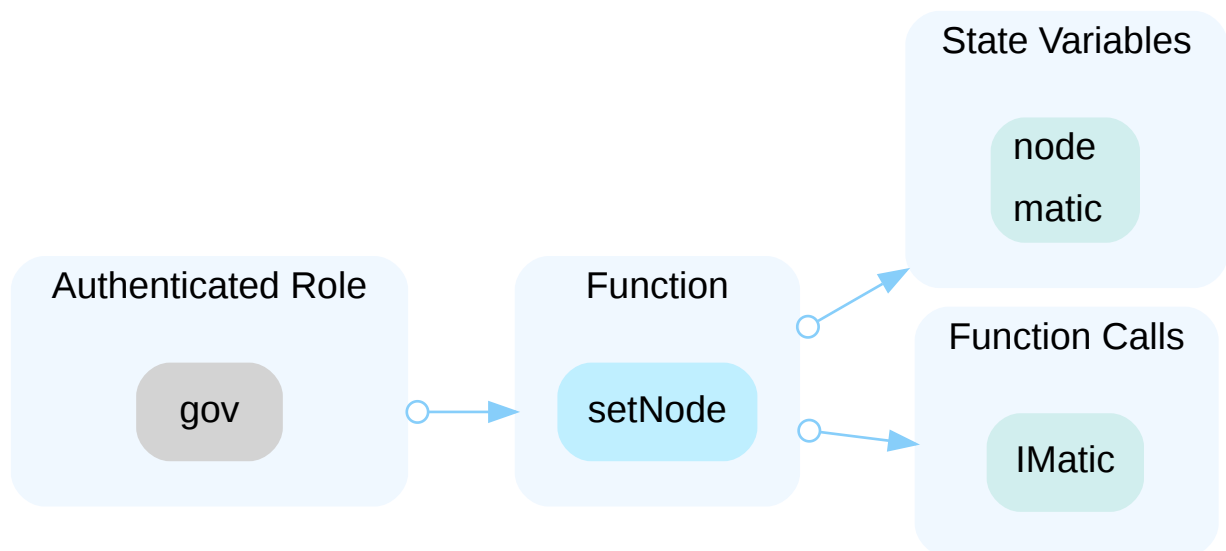 Authenticated Role
gov
Function
setNode
State Variables
node
matic
Function Calls
IMatic